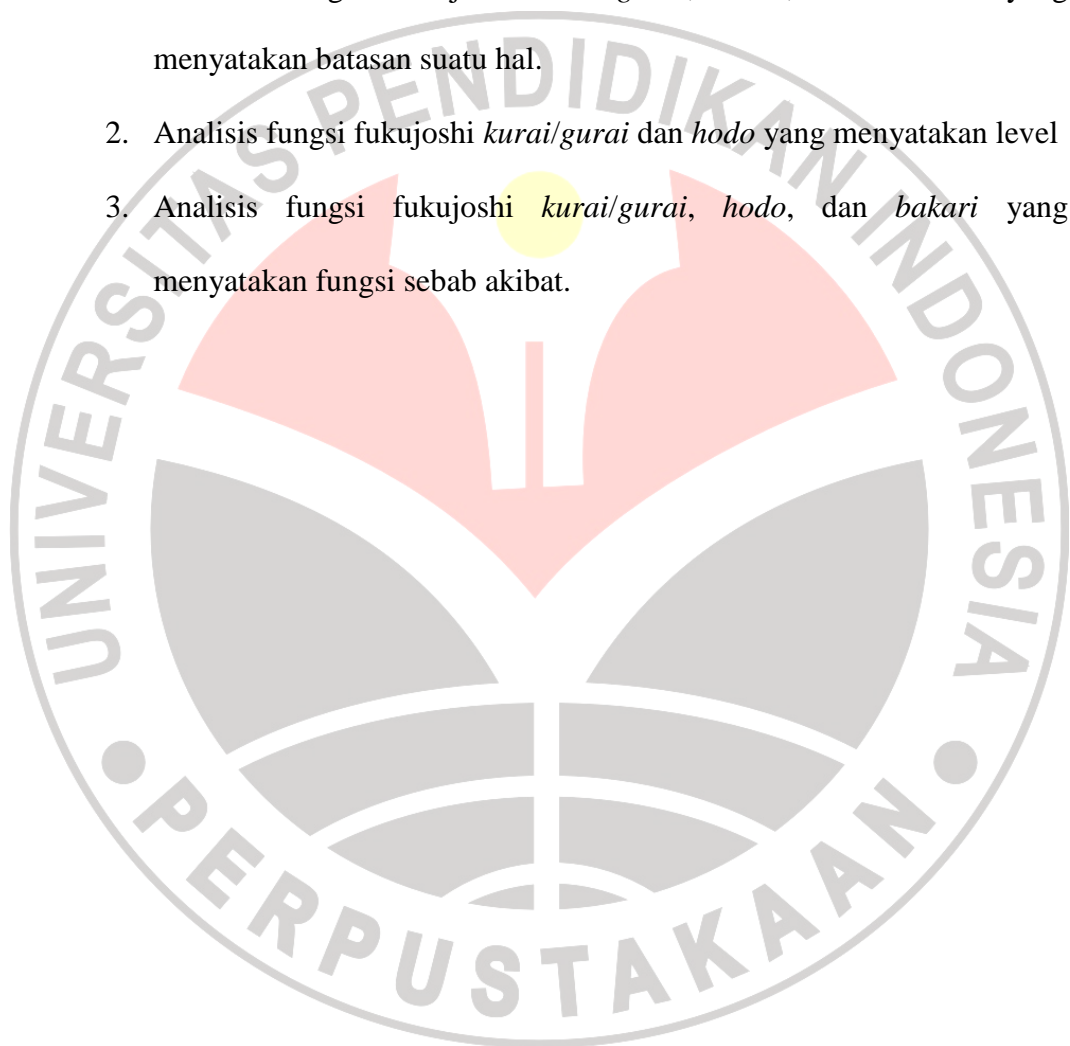 menyatakan batasan suatu hal.
2. Analisis fungsi fukujoshi kurai/gurai dan hodo yang menyatakan level
3. Analisis fungsi fukujoshi kurai/gurai, hodo, dan bakari yang
menyatakan fungsi sebab akibat.
UNIVERSITAS PENDIDIKAN INDONESIA
PERPUSTAKAAN